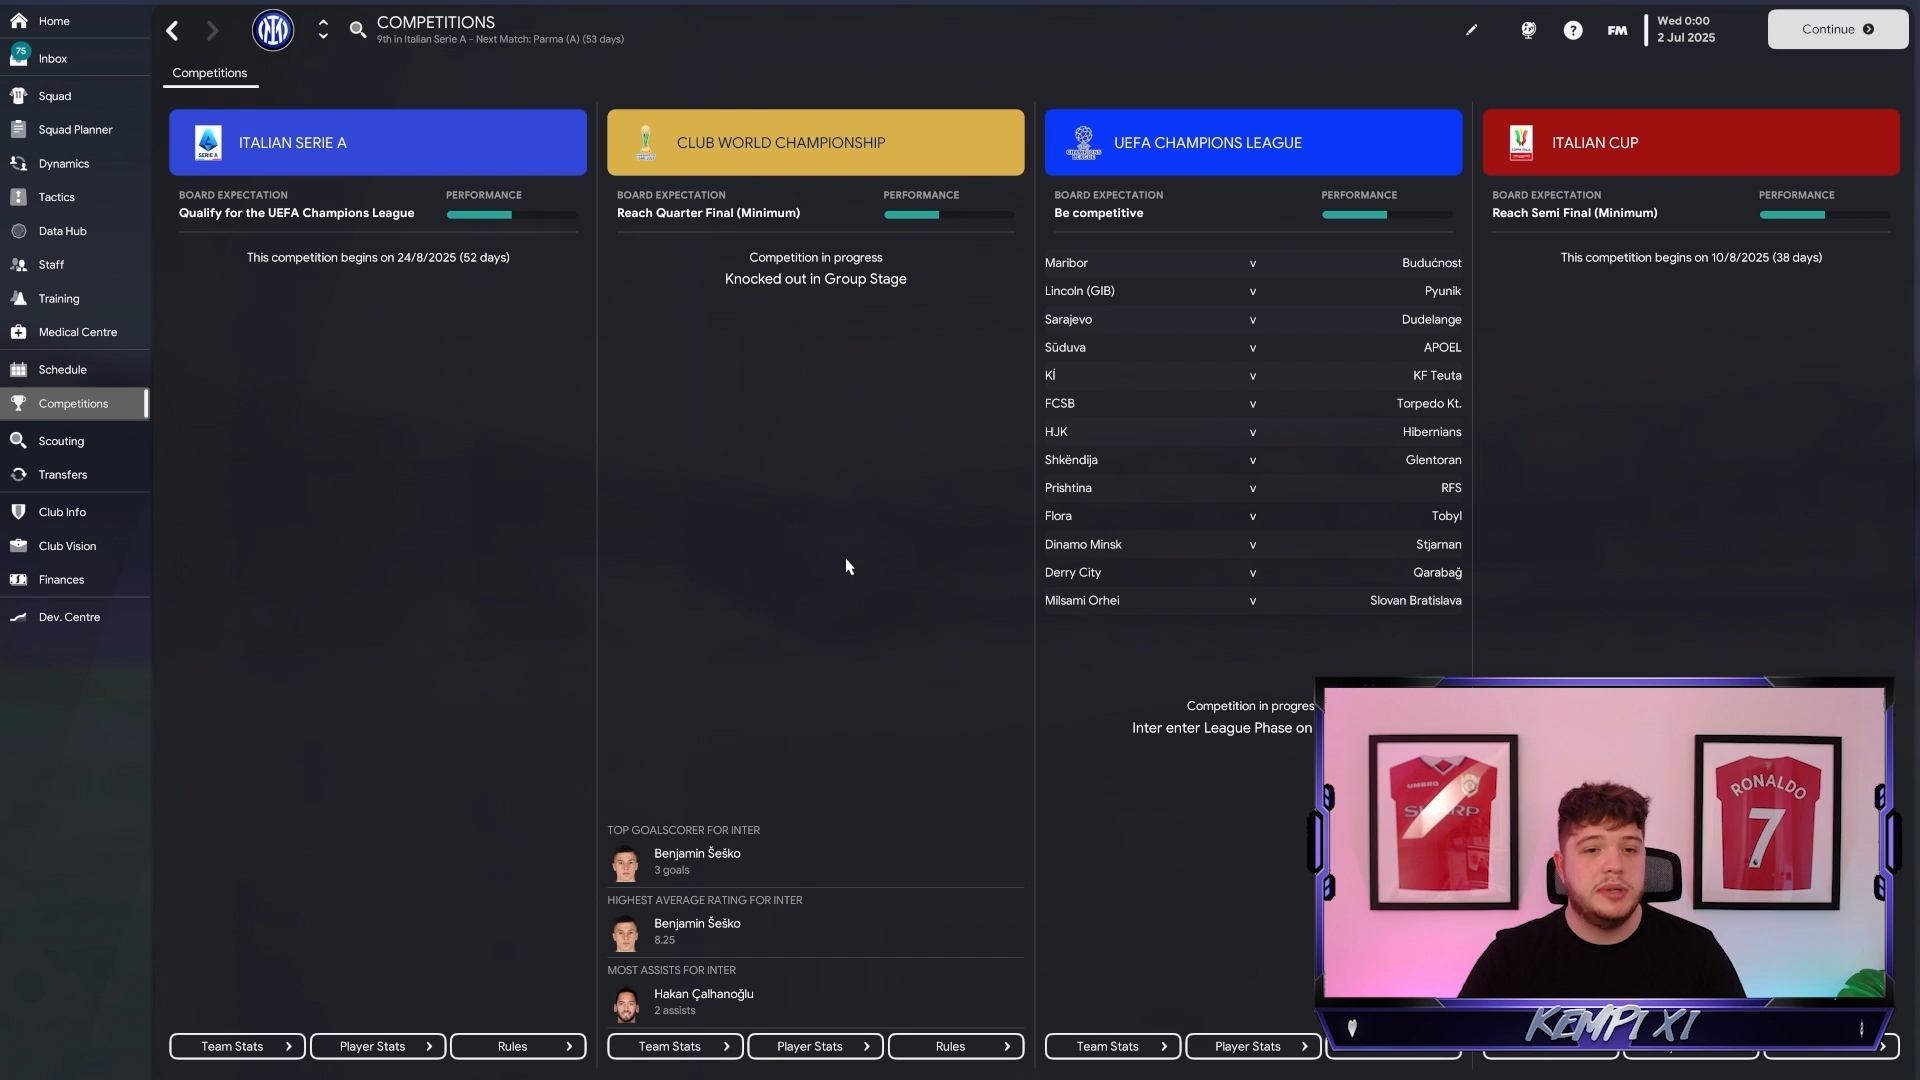 Home
75
Inbox
Squad
Squad Planner
Dynamics
Tactics
Data Hub
Staff
Training
Medical Centre
Schedule
Competitions
Scouting
Transfers
Club Info
Club Vision
Finances
Dev. Centre
COMPETITIONS
9th in Italian Serie A - Next Match: Parma (A) (53 days)
?
FM
Wed 0:00
2 Jul 2025
Continue
Competitions
SERIE A
ITALIAN SERIE A
BOARD EXPECTATION
PERFORMANCE
Qualify for the UEFA Champions League
This competition begins on 24/8/2025 (52 days)
Team Stats
Player Stats
Rules
CLUB WORLD CHAMPIONSHIP
BOARD EXPECTATION
PERFORMANCE
Reach Quarter Final (Minimum)
Competition in progress
Knocked out in Group Stage
TOP GOALSCORER FOR INTER
Benjamin Šeško
3 goals
HIGHEST AVERAGE RATING FOR INTER
Benjamin Šeško
8.25
MOST ASSISTS FOR INTER
Hakan Çalhanoğlu
2 assists
Team Stats
Player Stats
Rules
CHAMPIONS LEAGUE
UEFA CHAMPIONS LEAGUE
BOARD EXPECTATION
PERFORMANCE
Be competitive
Maribor v Budućnost
Lincoln (GIB) v Pyunik
Sarajevo v Dudelange
Sūduva v APOEL
KÍ v KF Teuta
FCSB v Torpedo Kt.
HJK v Hibernians
Shkëndija v Glentoran
Prishtina v RFS
Flora v Tobyl
Dinamo Minsk v Stjarnan
Derry City v Qarabağ
Milsami Orhei v Slovan Bratislava
Competition in progres
Inter enter League Phase on
Team Stats
Player Stats
ITALIAN CUP
BOARD EXPECTATION
PERFORMANCE
Reach Semi Final (Minimum)
This competition begins on 10/8/2025 (38 days)
UMBRO
SHARP
RONALDO
7
KEMPI XI